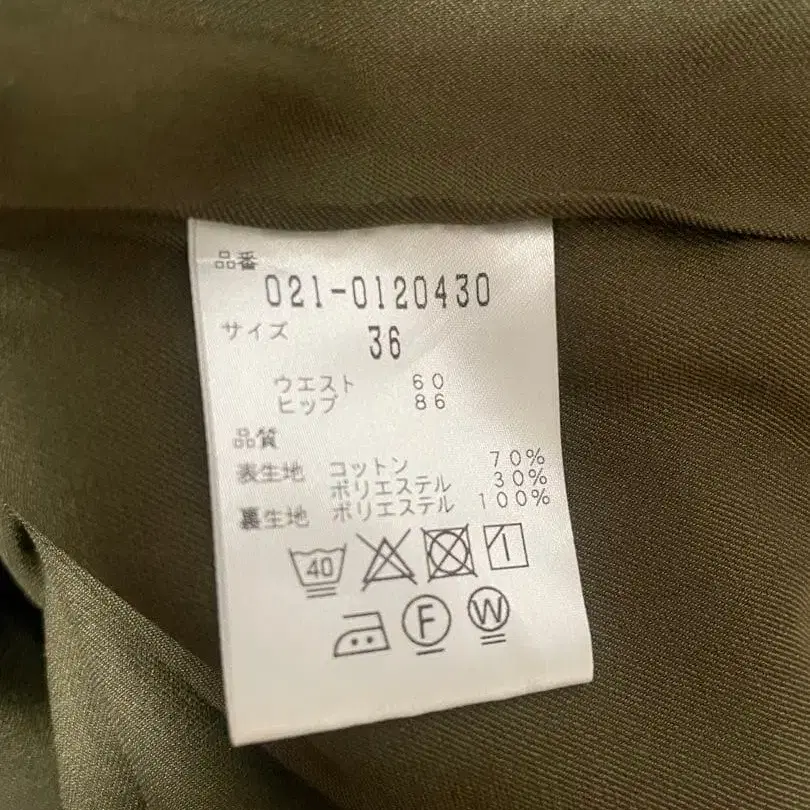 品番
021-0120430
サイズ 36
ウエスト 60
ヒップ 86
品質
表生地 コットン 70%
ポリエステル 30%
裏生地 ポリエステル 100%
40
F W